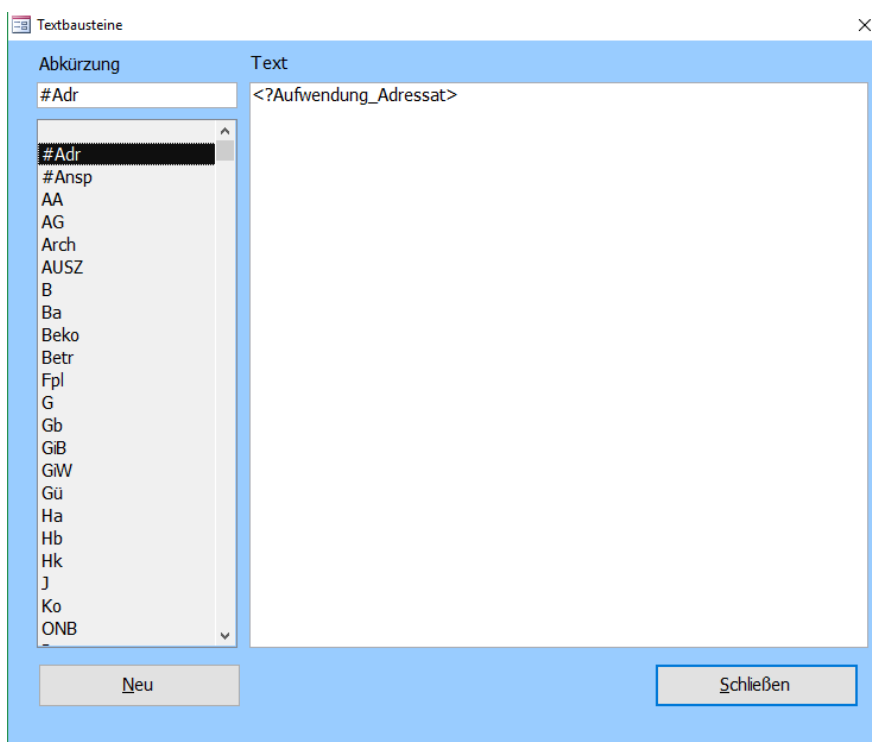 Textbausteine
Abkürzung
Text
#Adr
<?Aufwendung_Adressat>
#Adr
#Ansp
AA
AG
Arch
AUSZ
B
Ba
Beko
Betr
Fpl
G
Gb
GiB
GiW
Gü
Ha
Hb
Hk
J
Ko
ONB
Neu
Schließen